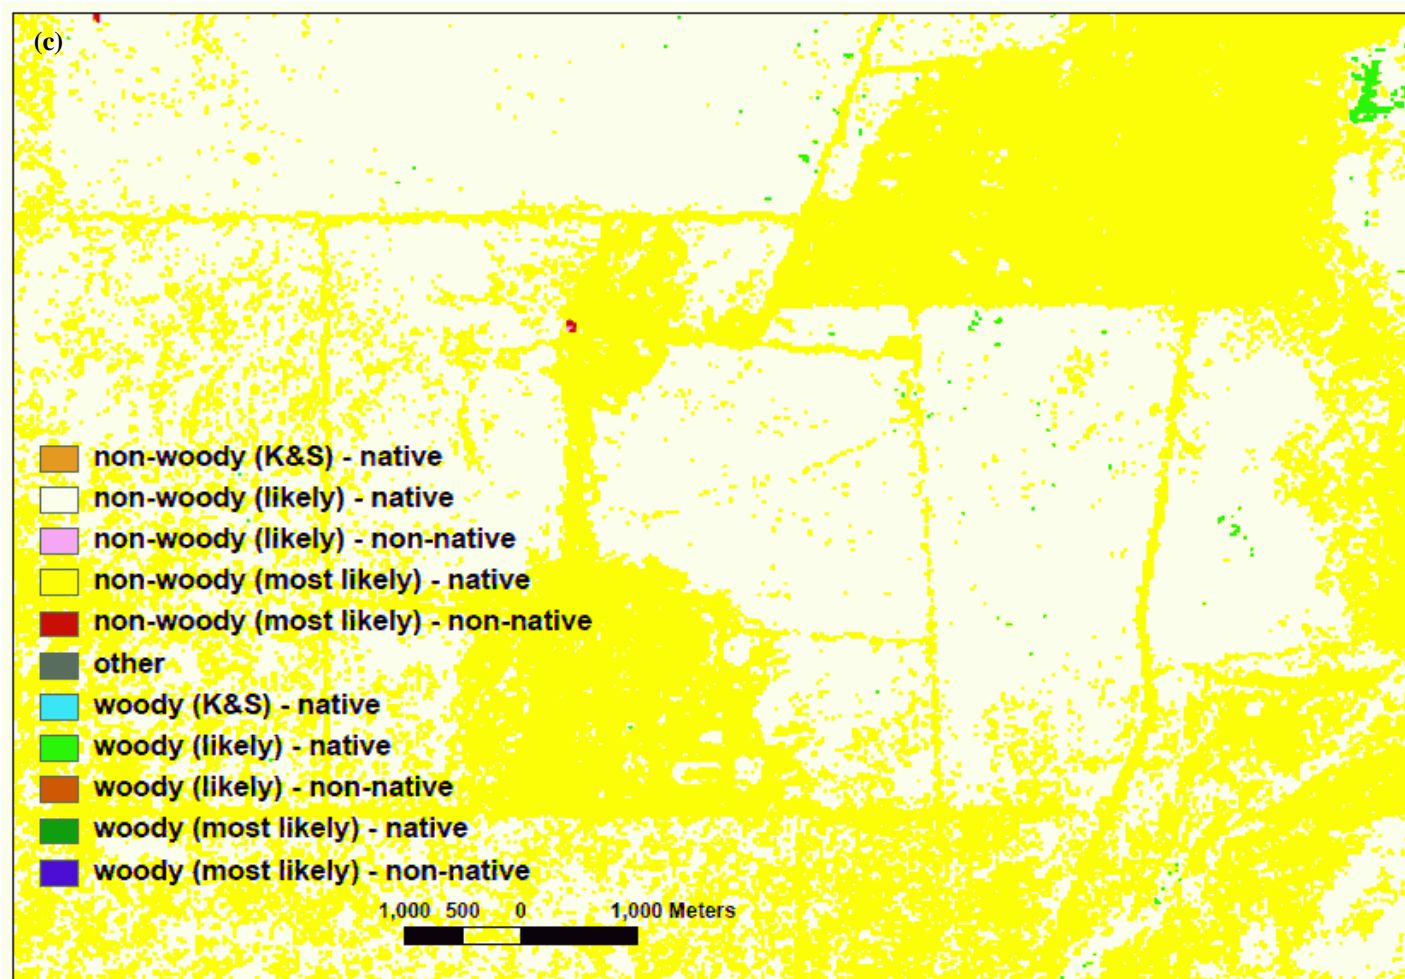 (c)
non-woody (K&S) - native
non-woody (likely) - native
non-woody (likely) - non-native
non-woody (most likely) - native
non-woody (most likely) - non-native
other
woody (K&S) - native
woody (likely) - native
woody (likely) - non-native
woody (most likely) - native
woody (most likely) - non-native
1,000 500 0 1,000 Meters